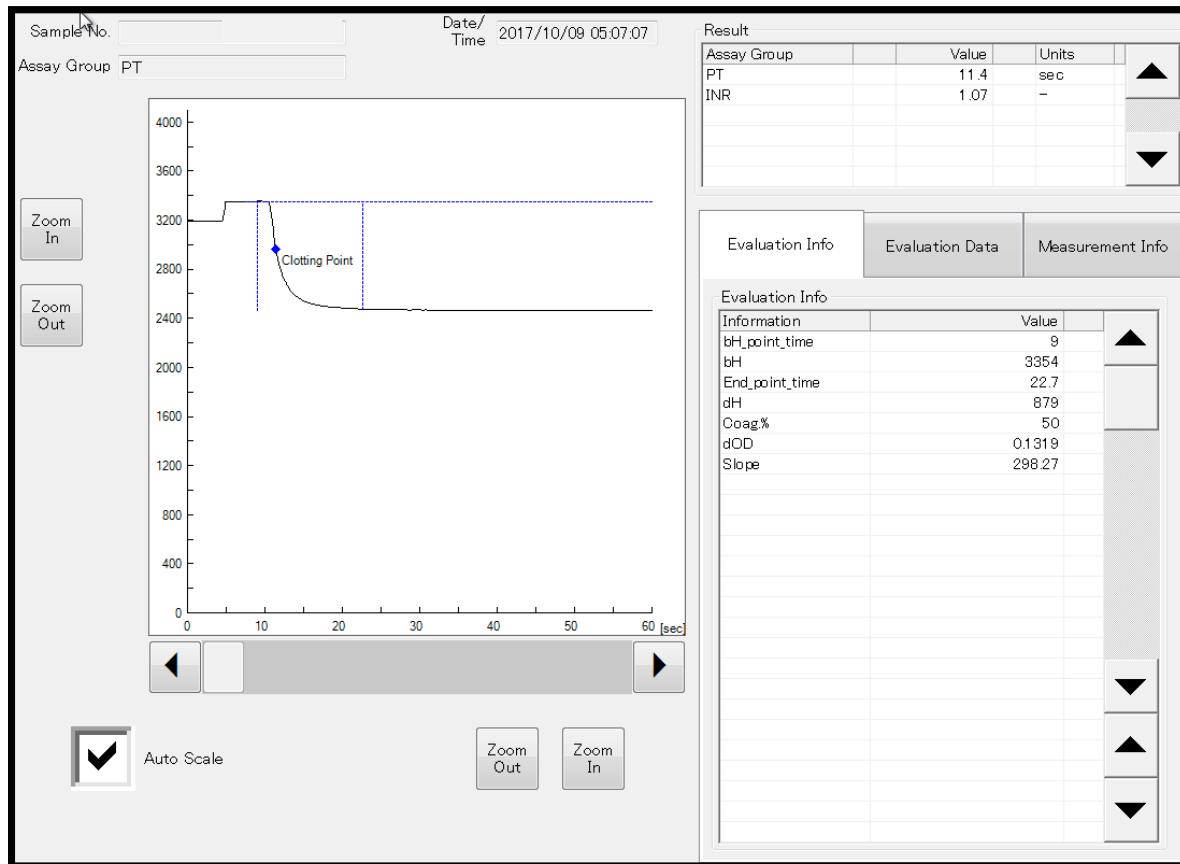 Sample No.
Date/ Time 2017/10/09 05:07:07
Assay Group PT
Result
Assay Group Value Units
PT 11.4 sec
INR 1.07 -
Zoom In
Zoom Out
4000
3600
3200
2800
2400
2000
1600
1200
800
400
0
Clotting Point
0 10 20 30 40 50 60 [sec]
Auto Scale
Zoom Out
Zoom In
Evaluation Info Evaluation Data Measurement Info
Evaluation Info
Information Value
bH_point_time 9
bH 3354
End_point_time 22.7
dH 879
Coag.% 50
dOD 0.1319
Slope 298.27